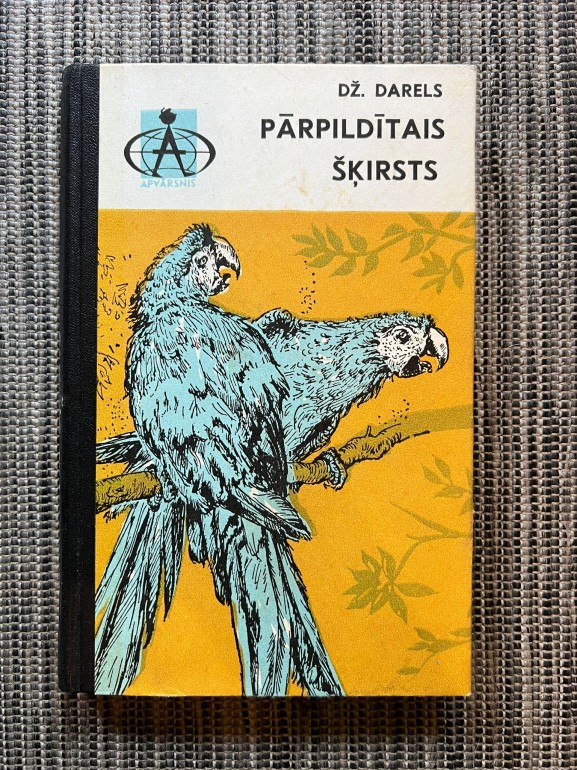 DŽ. DARELS
PĀRPILDĪTAIS
ŠĶIRSTS
A
APVĀRSNIS